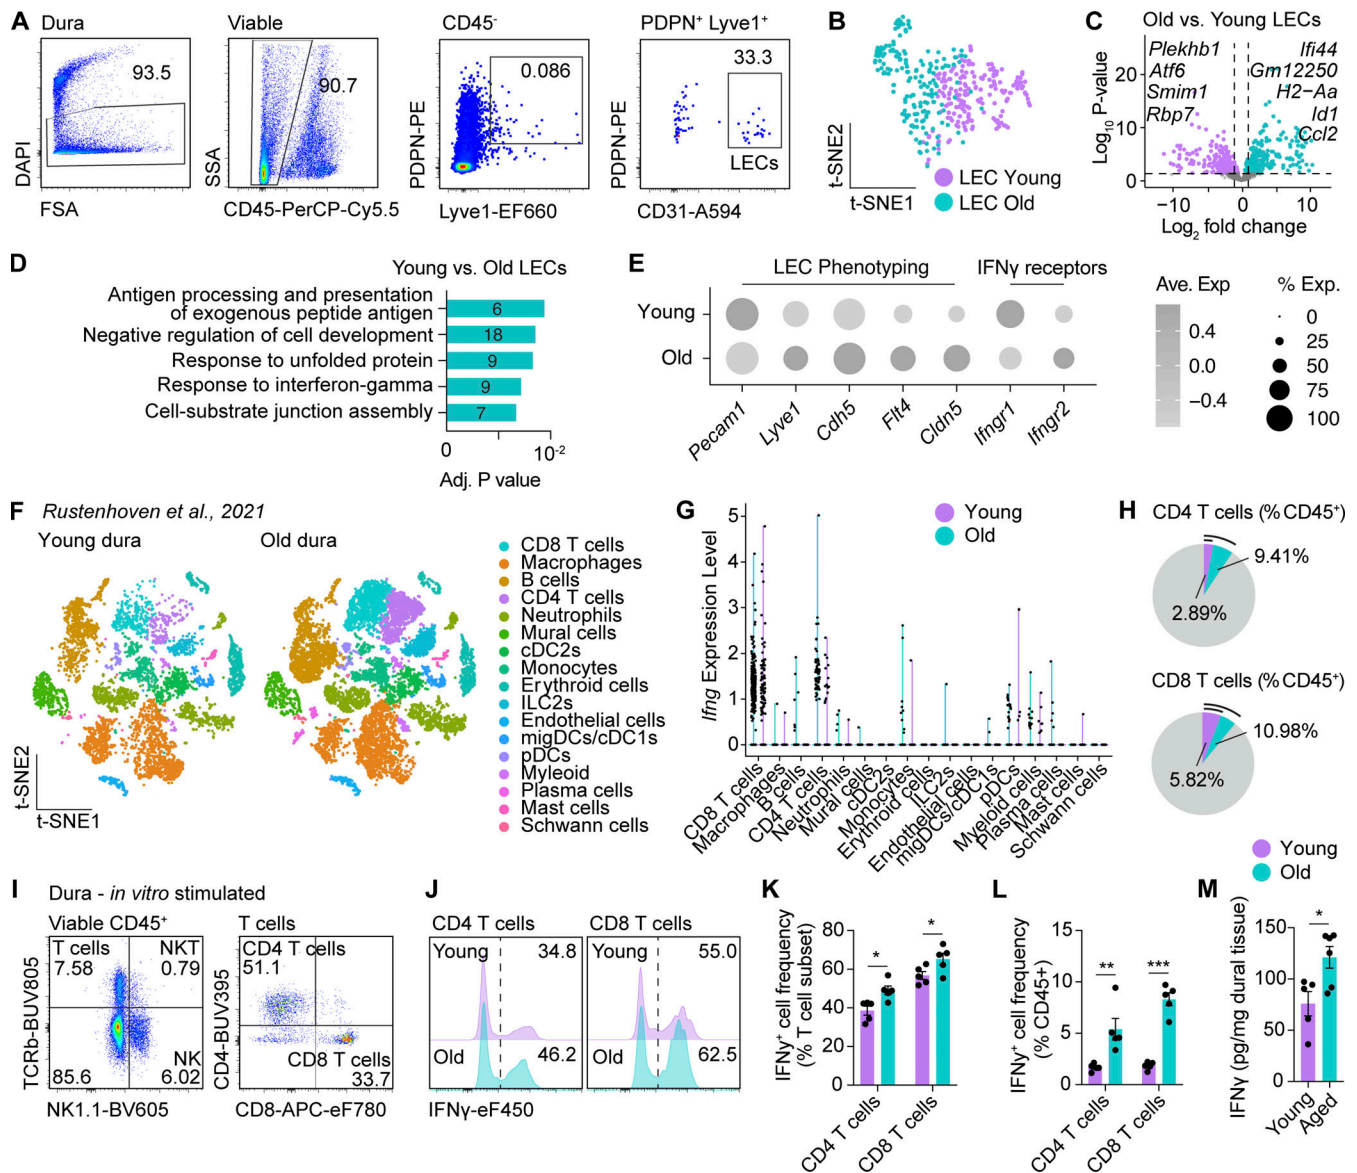 A
Dura
93.5
DAPI
FSA
Viable
90.7
SSA
CD45-PerCP-Cy5.5
CD45-
0.086
PDPN-PE
Lyve1-EF660
PDPN+ Lyve1+
33.3
LECs
PDPN-PE
CD31-A594
B
t-SNE2
t-SNE1
LEC Young
LEC Old
C
Old vs. Young LECs
Plekhb1
Atf6
Smim1
Rbp7
Ifi44
Gm12250
H2-Aa
Id1
Ccl2
Log10 P-value
20
10
0
-10
0
10
Log2 fold change
D
Young vs. Old LECs
Antigen processing and presentation
of exogenous peptide antigen
6
Negative regulation of cell development
18
Response to unfolded protein
9
Response to interferon-gamma
9
Cell-substrate junction assembly
7
0
10-2
Adj. P value
E
LEC Phenotyping
IFNγ receptors
Young
Old
Pecam1
Lyve1
Cdh5
Flt4
Cldn5
Ifngr1
Ifngr2
Ave. Exp
0.4
0.0
-0.4
% Exp.
0
25
50
75
100
F
Rustenhoven et al., 2021
Young dura
Old dura
t-SNE2
t-SNE1
CD8 T cells
Macrophages
B cells
CD4 T cells
Neutrophils
Mural cells
cDC2s
Monocytes
Erythroid cells
ILC2s
Endothelial cells
migDCs/cDC1s
pDCs
Myleoid
Plasma cells
Mast cells
Schwann cells
G
Young
Old
Ifng Expression Level
5
4
3
2
1
0
CD8 T cells
Macrophages
B cells
CD4 T cells
Neutrophils
Mural cells
cDC2s
Monocytes
Erythroid cells
ILC2s
Endothelial cells
migDCs/cDC1s
pDCs
Myeloid cells
Plasma cells
Mast cells
Schwann cells
H
CD4 T cells (% CD45+)
9.41%
2.89%
CD8 T cells (% CD45+)
10.98%
5.82%
Young
Old
I
Dura - in vitro stimulated
Viable CD45+
T cells
7.58
NKT
0.79
85.6
NK
6.02
TCRb-BUV805
NK1.1-BV605
T cells
CD4 T cells
51.1
CD8 T cells
33.7
CD4-BUV395
CD8-APC-eF780
J
CD4 T cells
Young
34.8
Old
46.2
CD8 T cells
Young
55.0
Old
62.5
IFNγ-eF450
K
IFNγ+ cell frequency
(% T cell subset)
80
60
40
20
0
*
*
CD4 T cells
CD8 T cells
L
IFNγ+ cell frequency
(% CD45+)
15
10
5
0
**
***
CD4 T cells
CD8 T cells
M
IFNγ (pg/mg dural tissue)
150
100
50
0
*
Young
Aged